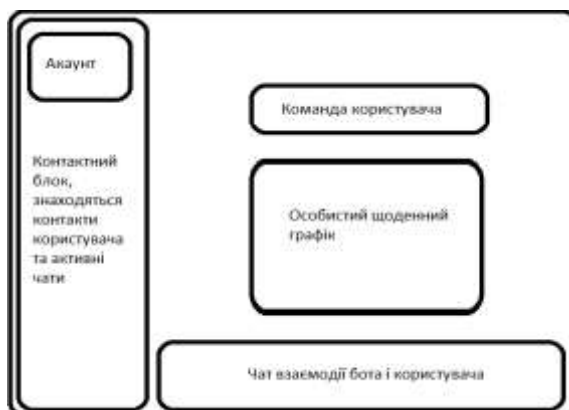 Акаунт
Контактний
блок,
знаходяться
контакти
користувача
та активні
чати
Команда користувача
Особистий щоденний
графік
Чат взаємодії бота і користувача